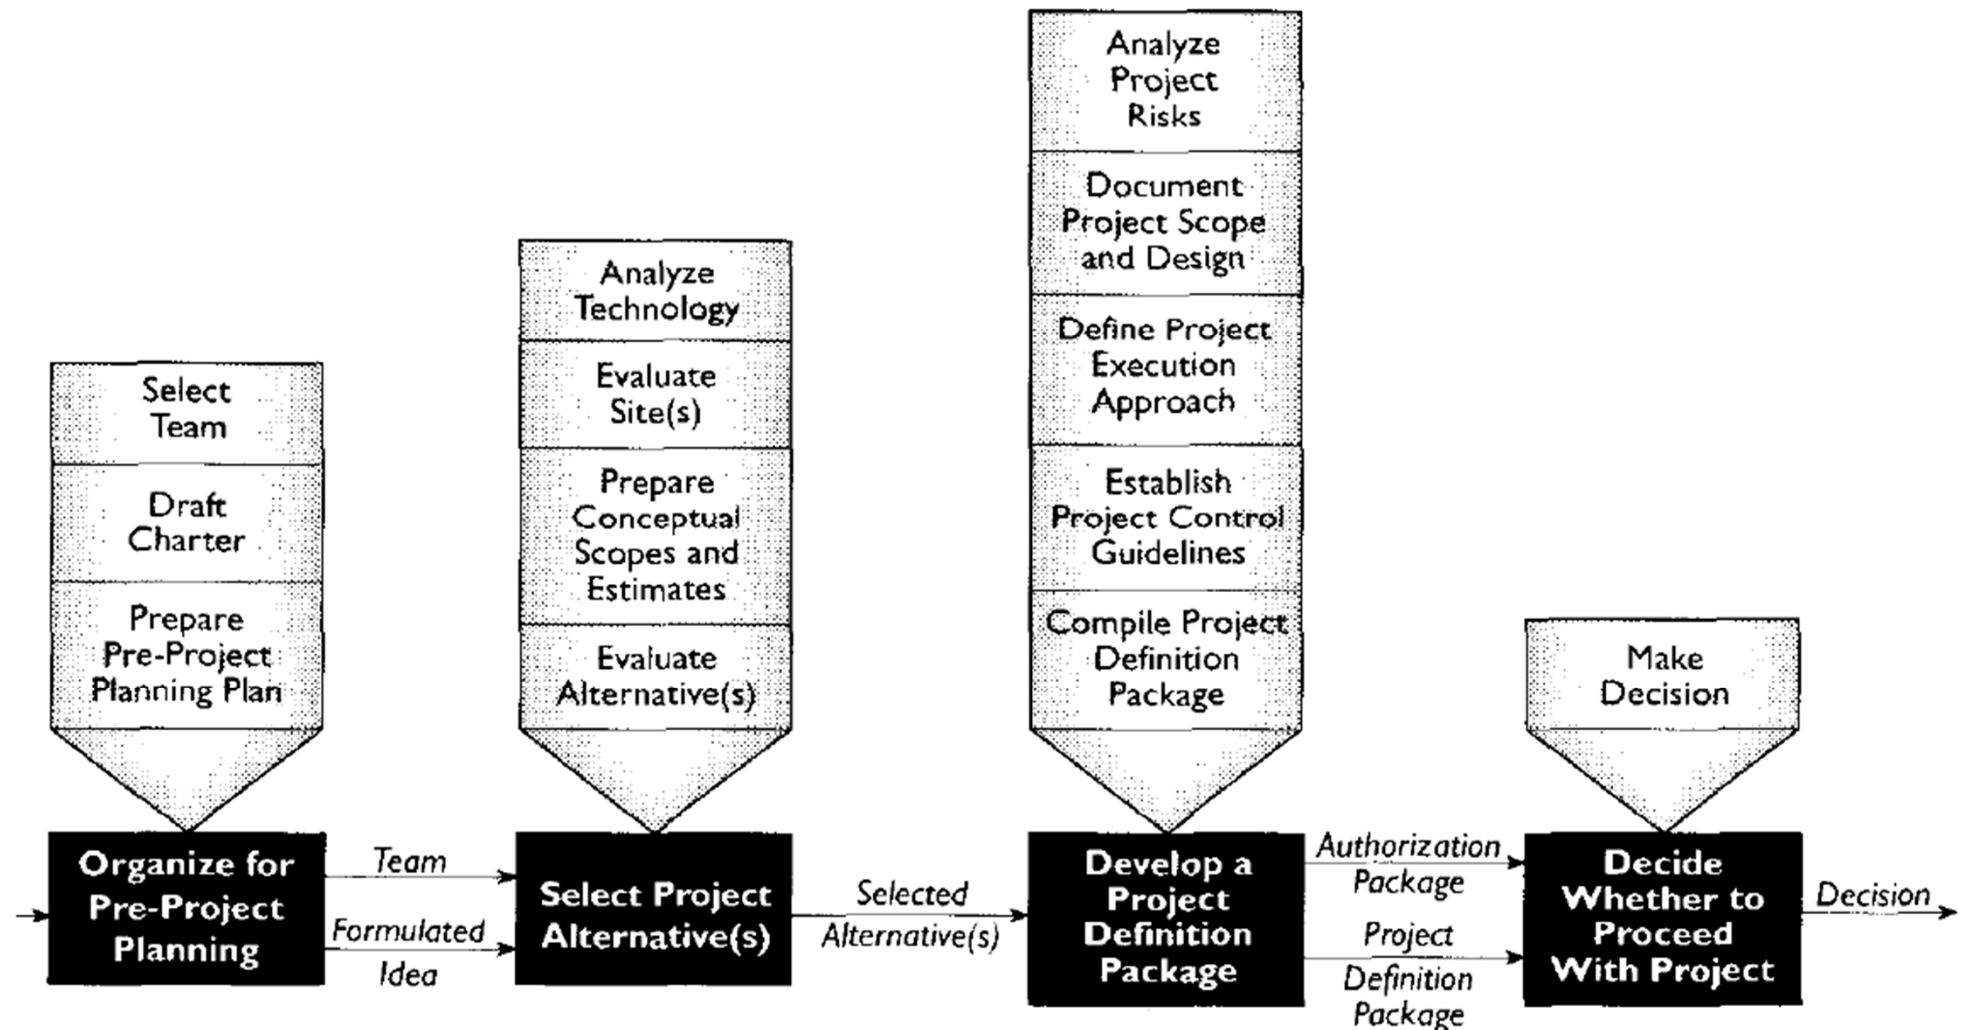 Select
Team
Draft
Charter
Prepare
Pre-Project
Planning Plan
Organize for
Pre-Project
Planning
Team
Formulated
Idea
Analyze
Technology
Evaluate
Site(s)
Prepare
Conceptual
Scopes and
Estimates
Evaluate
Alternative(s)
Select Project
Alternative(s)
Selected
Alternative(s)
Analyze
Project
Risks
Document
Project Scope
and Design
Define Project
Execution
Approach
Establish
Project Control
Guidelines
Compile Project
Definition
Package
Develop a
Project
Definition
Package
Authorization
Package
Project
Definition
Package
Make
Decision
Decide
Whether to
Proceed
With Project
Decision